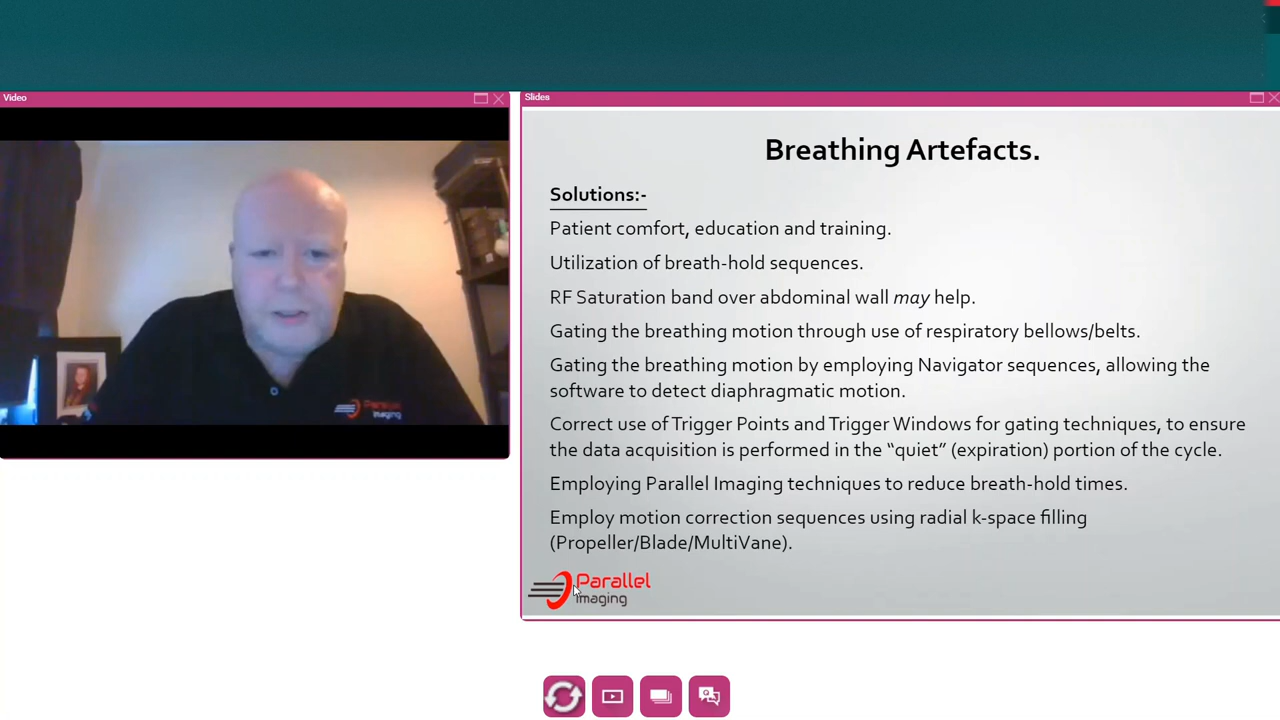 Video
Slides
Breathing Artefacts.
Solutions:-
Patient comfort, education and training.
Utilization of breath-hold sequences.
RF Saturation band over abdominal wall may help.
Gating the breathing motion through use of respiratory bellows/belts.
Gating the breathing motion by employing Navigator sequences, allowing the
software to detect diaphragmatic motion.
Correct use of Trigger Points and Trigger Windows for gating techniques, to ensure
the data acquisition is performed in the “quiet” (expiration) portion of the cycle.
Employing Parallel Imaging techniques to reduce breath-hold times.
Employ motion correction sequences using radial k-space filling
(Propeller/Blade/MultiVane).
Parallel
Imaging
Parallel
Imaging